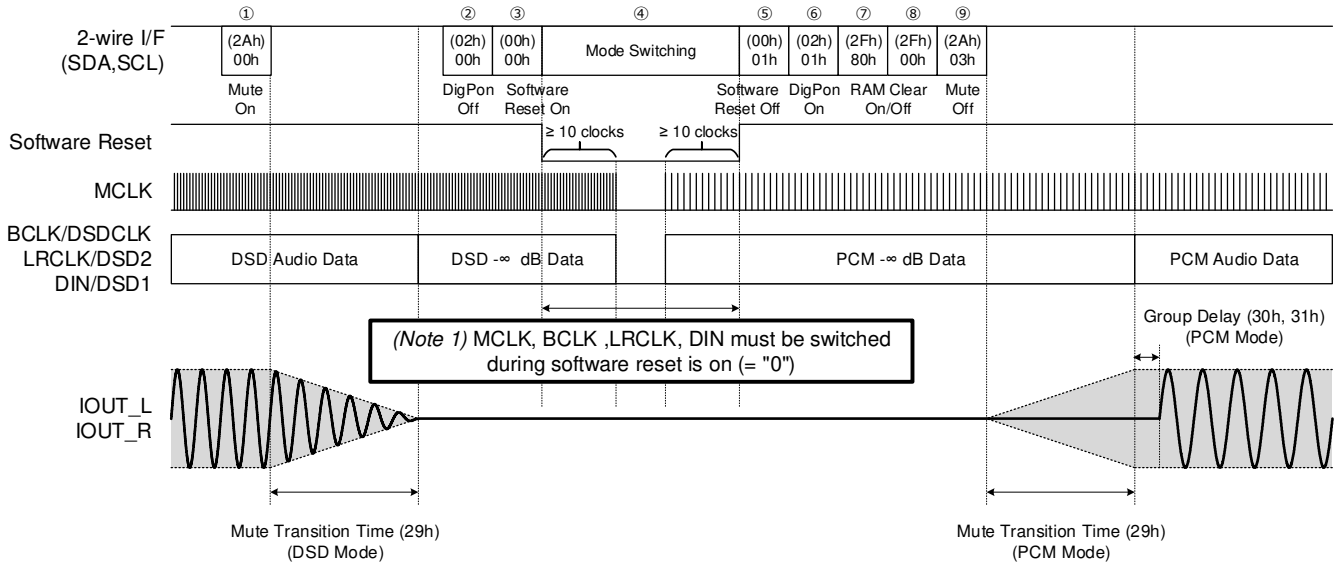 ① ② ③ ④ ⑤ ⑥ ⑦ ⑧ ⑨
2-wire I/F
(SDA,SCL)
(2Ah)
00h
(02h)
00h
(00h)
00h
Mode Switching
(00h)
01h
(02h)
01h
(2Fh)
80h
(2Fh)
00h
(2Ah)
03h
Mute
On
DigPon
Off
Software
Reset On
Software
Reset Off
DigPon
On
RAM Clear
On/Off
Mute
Off
Software Reset
≥ 10 clocks
≥ 10 clocks
MCLK
BCLK/DSDCLK
LRCLK/DSD2
DIN/DSD1
DSD Audio Data
DSD -∞ dB Data
PCM -∞ dB Data
PCM Audio Data
(Note 1) MCLK, BCLK ,LRCLK, DIN must be switched
during software reset is on (= "0")
Group Delay (30h, 31h)
(PCM Mode)
IOUT_L
IOUT_R
Mute Transition Time (29h)
(DSD Mode)
Mute Transition Time (29h)
(PCM Mode)